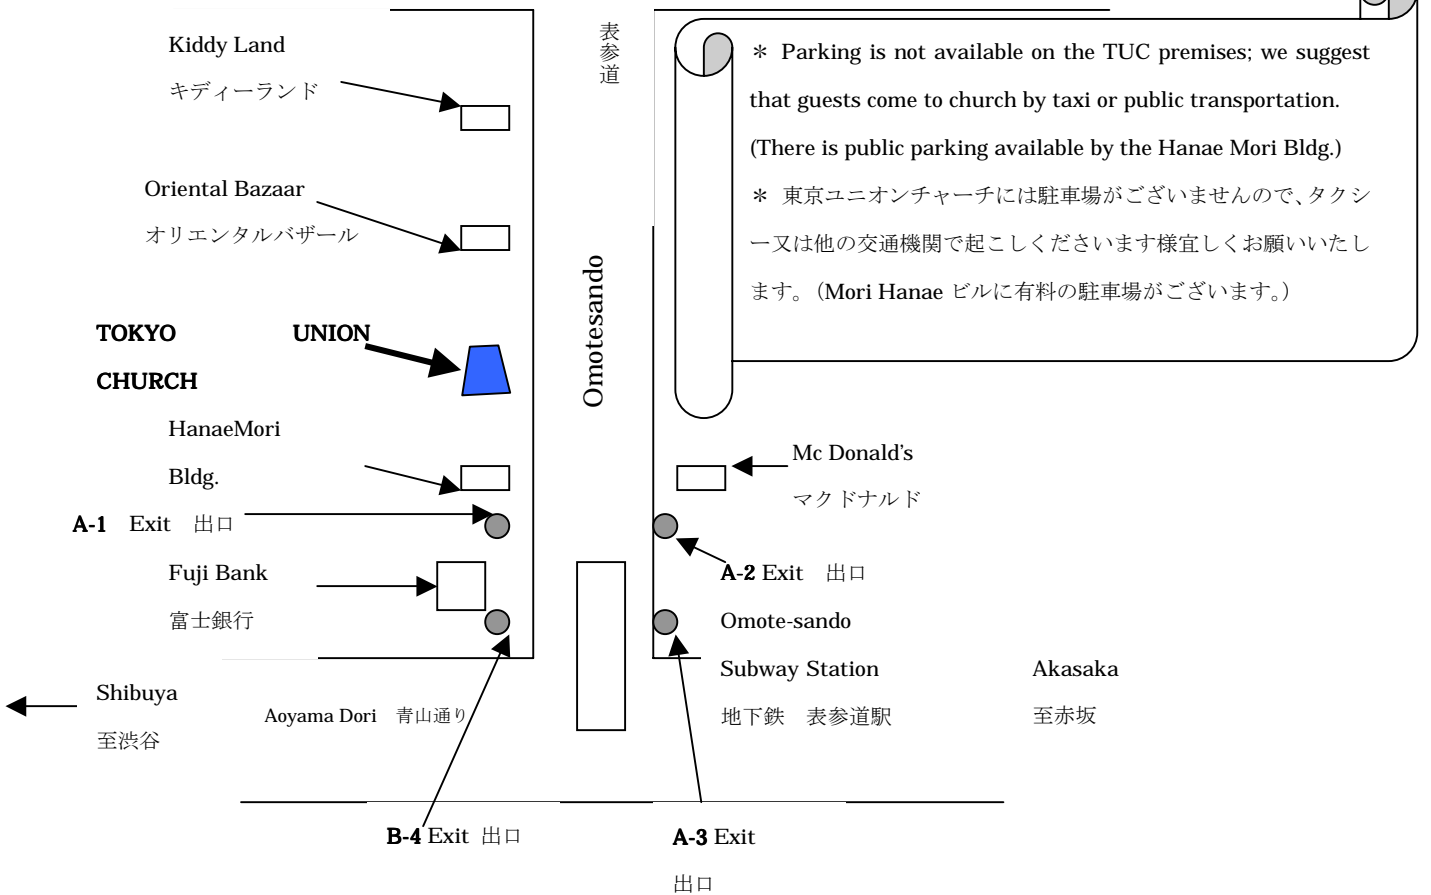 Kiddy Land
キディーランド
表参道
Oriental Bazaar
オリエンタルバザール
Omotesando
TOKYO UNION
CHURCH
HanaeMori
Bldg.
A-1 Exit 出口
Fuji Bank
富士銀行
Shibuya
至渋谷
Aoyama Dori 青山通り
B-4 Exit 出口
＊ Parking is not available on the TUC premises; we suggest
that guests come to church by taxi or public transportation.
(There is public parking available by the Hanae Mori Bldg.)
＊ 東京ユニオンチャーチには駐車場がございませんので、タクシ
ー又は他の交通機関で起こしくださいます様宜しくお願いいたし
ます。（Mori Hanae ビルに有料の駐車場がございます。）
Mc Donald's
マクドナルド
A-2 Exit 出口
Omote-sando
Subway Station
地下鉄 表参道駅
Akasaka
至赤坂
A-3 Exit
出口